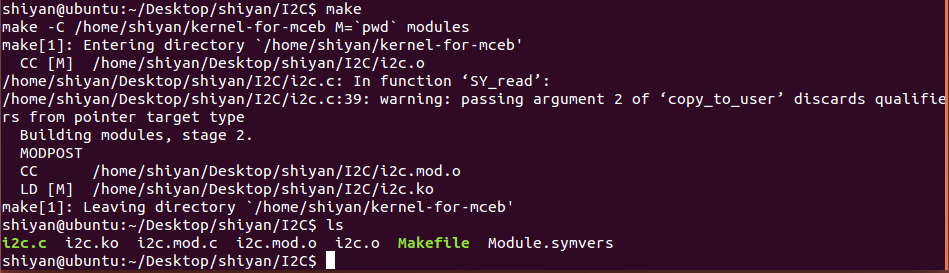 shiyan@ubuntu:~/Desktop/shiyan/I2C$ make
make -C /home/shiyan/kernel-for-mceb M=`pwd` modules
make[1]: Entering directory `/home/shiyan/kernel-for-mceb'
  CC [M]  /home/shiyan/Desktop/shiyan/I2C/i2c.o
/home/shiyan/Desktop/shiyan/I2C/i2c.c: In function ‘SY_read’:
/home/shiyan/Desktop/shiyan/I2C/i2c.c:39: warning: passing argument 2 of ‘copy_to_user’ discards qualifie
rs from pointer target type
  Building modules, stage 2.
  MODPOST
  CC      /home/shiyan/Desktop/shiyan/I2C/i2c.mod.o
  LD [M]  /home/shiyan/Desktop/shiyan/I2C/i2c.ko
make[1]: Leaving directory `/home/shiyan/kernel-for-mceb'
shiyan@ubuntu:~/Desktop/shiyan/I2C$ ls
i2c.c  i2c.ko  i2c.mod.c  i2c.mod.o  i2c.o  Makefile  Module.symvers
shiyan@ubuntu:~/Desktop/shiyan/I2C$